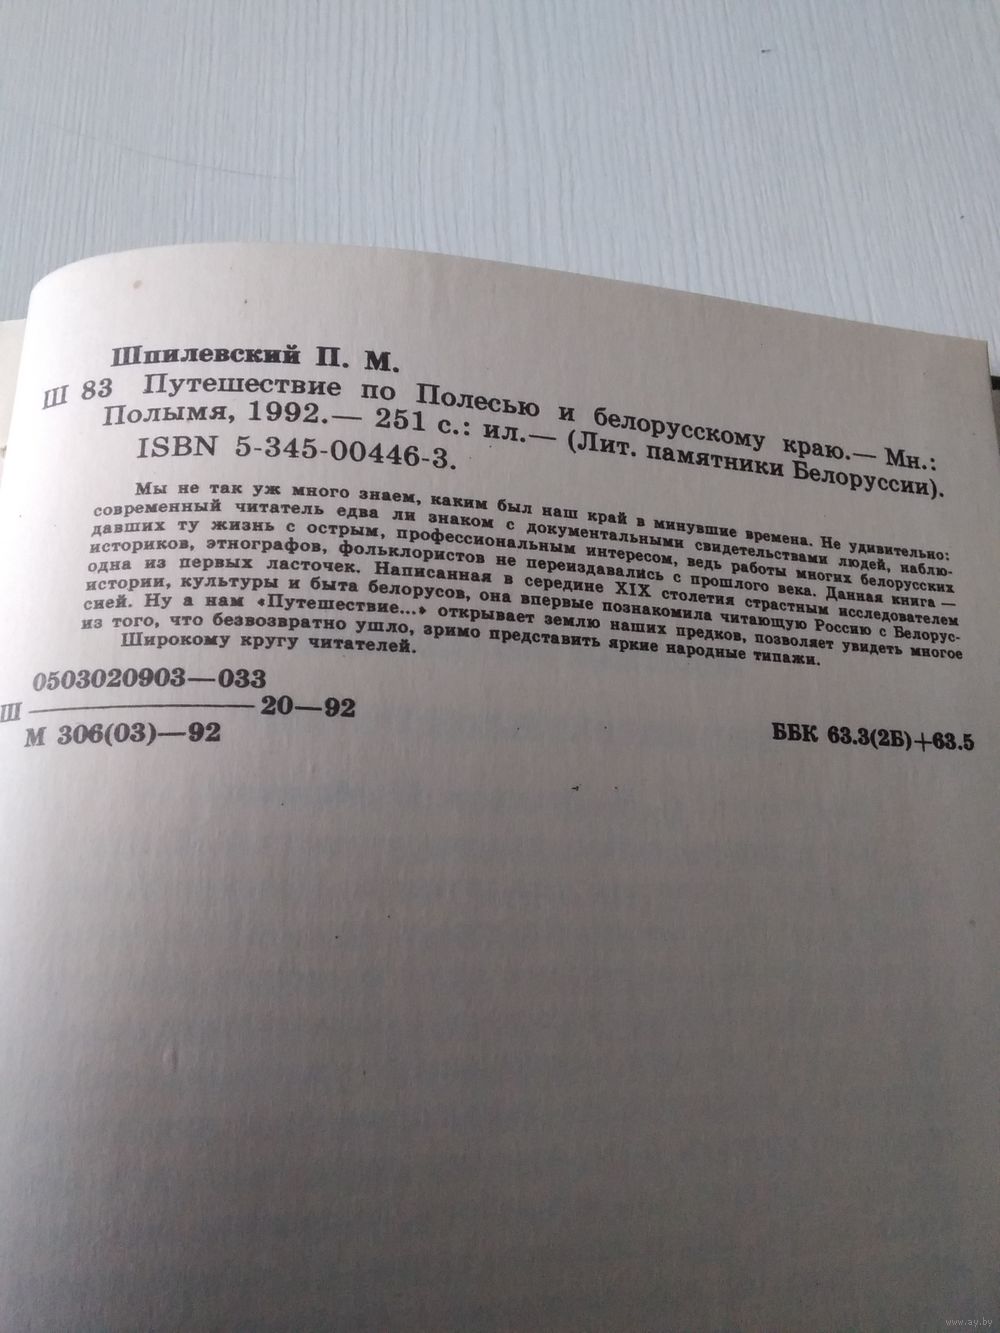 Шпилевский П. М.
Ш 83 Путешествие по Полесью и белорусскому краю.— Мн.:
Полымя, 1992.— 251 с.: ил.— (Лит. памятники Белоруссии).
ISBN 5-345-00446-3.
Мы не так уж много знаем, каким был наш край в минувшие времена. Не удивительно:
современный читатель едва ли знаком с документальными свидетельствами людей, наблю-
давших ту жизнь с острым, профессиональным интересом, ведь работы многих белорусских
историков, этнографов, фольклористов не переиздавались с прошлого века. Данная книга —
одна из первых ласточек. Написанная в середине XIX столетия страстным исследователем
истории, культуры и быта белорусов, она впервые познакомила читающую Россию с Белорус-
сией. Ну а нам «Путешествие...» открывает землю наших предков, позволяет увидеть многое
из того, что безвозвратно ушло, зримо представить яркие народные типажи.
Широкому кругу читателей.
0503020903—033
Ш ———— 20—92
М 306(03)—92
ББК 63.3(2Б)+63.5
www.ay.by